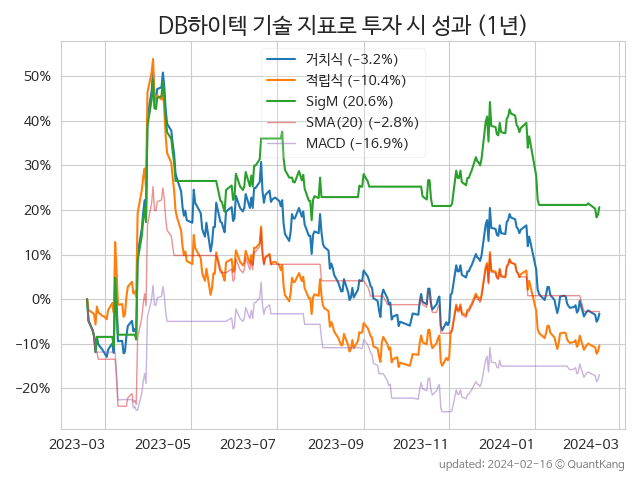 DB하이텍 기술 지표로 투자 시 성과 (1년)
거치식 (−3.2%)
적립식 (−10.4%)
SigM (20.6%)
SMA(20) (−2.8%)
MACD (−16.9%)
50%
40%
30%
20%
10%
0%
−10%
−20%
2023-03 2023-05 2023-07 2023-09 2023-11 2024-01 2024-03
updated: 2024-02-16 © QuantKang